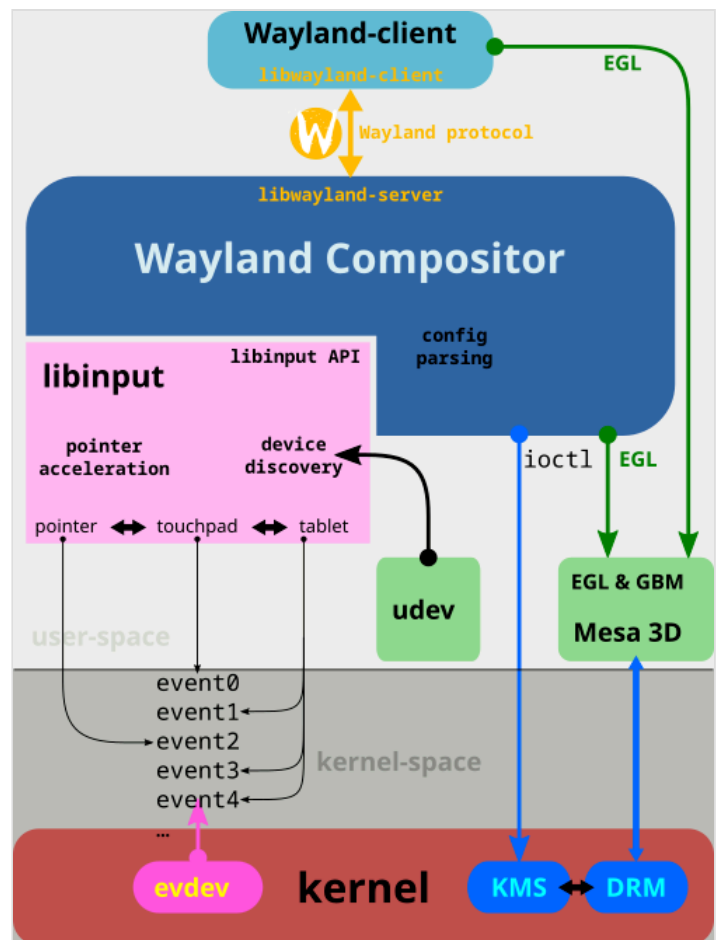 Wayland-client
libwayland-client
EGL
W
Wayland protocol
libwayland-server
Wayland Compositor
config
parsing
libinput API
libinput
pointer
acceleration
device
discovery
ioctl
EGL
pointer
touchpad
tablet
udev
EGL & GBM
Mesa 3D
user-space
event0
event1
event2
event3
event4
...
kernel-space
evdev
kernel
KMS
DRM